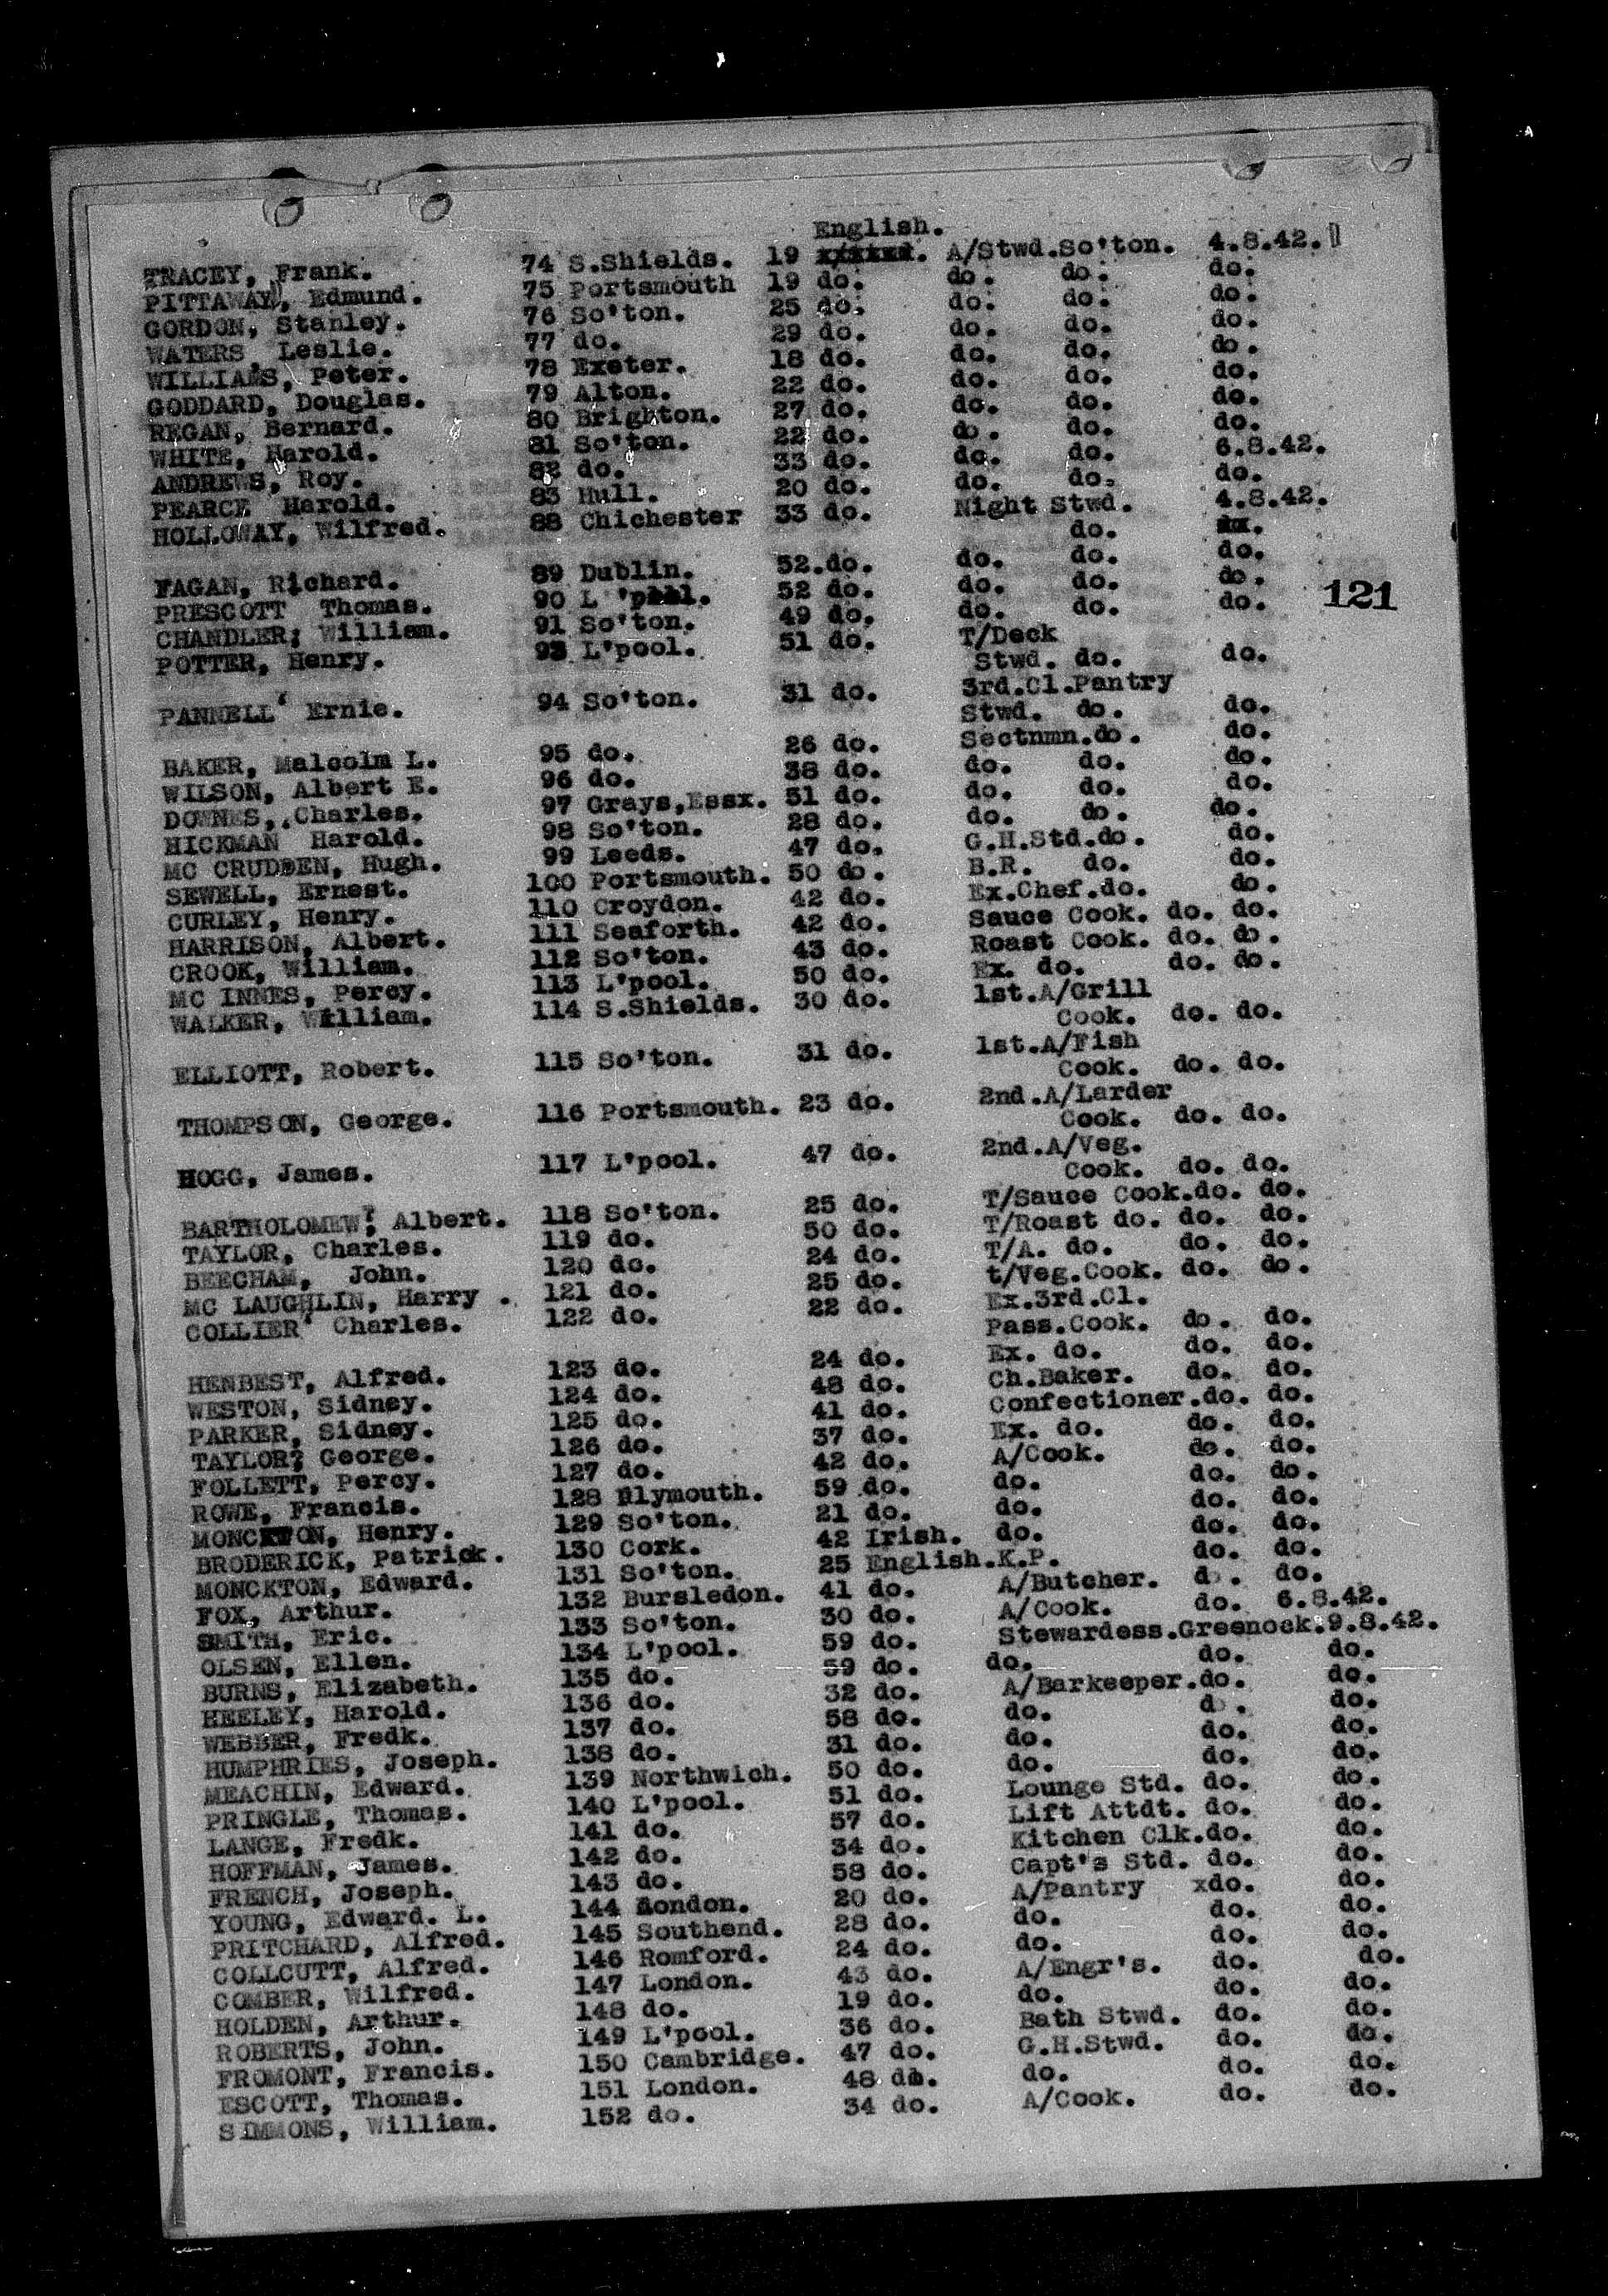 English.
TRACEY, Frank. 74 S.Shields. 19 A/Stwd.So'ton. 4.8.42.
PITTAWAY, Edmund. 75 Portsmouth 19 do. do. do. do.
GORDON, Stanley. 76 So'ton. 25 do. do. do. do.
WATERS, Leslie. 77 do. 29 do. do. do. do.
WILLIAMS, Peter. 78 Exeter. 18 do. do. do. do.
GODDARD, Douglas. 79 Alton. 22 do. do. do. do.
REGAN, Bernard. 80 Brighton. 27 do. do. do. do.
WHITE, Harold. 81 So'ton. 22 do. do. do. do.
ANDREWS, Roy. 82 do. 33 do. do. do. 6.8.42.
PEARCE Harold. 83 Hull. 20 do. do. do. do.
HOLLOWAY, Wilfred. 88 Chichester 33 do. Night Stwd. 4.8.42.
do.
FAGAN, Richard. 89 Dublin. 52.do. do. do. do.
PRESCOTT Thomas. 90 L'pool. 52 do. do. do. do.
CHANDLER; William. 91 So'ton. 49 do. do. do. do. 121
POTTER, Henry. 93 L'pool. 51 do. T/Deck
Stwd. do. do.
PANNELL' Ernie. 94 So'ton. 31 do. 3rd.Cl.Pantry
Stwd. do. do.
BAKER, Malcolm L. 95 do. 26 do. Sectnmn.do. do.
WILSON, Albert E. 96 do. 38 do. do. do. do.
DOWNES, Charles. 97 Grays,Essx. 51 do. do. do. do.
HICKMAN Harold. 98 So'ton. 28 do. do. do. do.
MC CRUDDEN, Hugh. 99 Leeds. 47 do. G.H.Std.do. do.
SEWELL, Ernest. 100 Portsmouth. 50 do. B.R. do. do.
CURLEY, Henry. 110 Croydon. 42 do. Ex.Chef.do. do.
HARRISON, Albert. 111 Seaforth. 42 do. Sauce Cook. do. do.
CROOK, William. 112 So'ton. 43 do. Roast Cook. do. do.
MC INNES, Percy. 113 L'pool. 50 do. Ex. do. do. do.
WALKER, William. 114 S.Shields. 30 do. 1st.A/Grill
Cook. do. do.
ELLIOTT, Robert. 115 So'ton. 31 do. 1st.A/Fish
Cook. do. do.
THOMPSON, George. 116 Portsmouth. 23 do. 2nd.A/Larder
Cook. do. do.
HOGG, James. 117 L'pool. 47 do. 2nd.A/Veg.
Cook. do. do.
BARTHOLOMEW, Albert. 118 So'ton. 25 do. T/Sauce Cook.do. do.
TAYLOR, Charles. 119 do. 50 do. T/Roast do. do. do.
BEECHAM, John. 120 do. 24 do. T/A. do. do. do.
MC LAUGHLIN, Harry . 121 do. 25 do. t/Veg.Cook. do. do.
COLLIER' Charles. 122 do. 22 do. Ex.3rd.Cl.
Pass.Cook. do. do.
HENBEST, Alfred. 123 do. 24 do. Ex. do. do. do.
WESTON, Sidney. 124 do. 48 do. Ch.Baker. do. do.
PARKER, Sidney. 125 do. 41 do. Confectioner.do. do.
TAYLOR? George. 126 do. 37 do. Ex. do. do. do.
FOLLETT, Percy. 127 do. 42 do. A/Cook. do. do.
ROWE, Francis. 128 Plymouth. 59 do. do. do. do.
MONCKTON, Henry. 129 So'ton. 21 do. do. do. do.
BRODERICK, Patrick. 130 Cork. 42 Irish. do. do. do.
MONCKTON, Edward. 131 So'ton. 25 English.K.P. do. do.
FOX, Arthur. 132 Bursledon. 41 do. A/Butcher. do. do.
SMITH, Eric. 133 So'ton. 30 do. A/Cook. do. 6.8.42.
OLSEN, Ellen. 134 L'pool. 59 do. Stewardess.Greenock.9.8.42.
BURNS, Elizabeth. 135 do. 59 do. do. do. do.
HEELEY, Harold. 136 do. 32 do. A/Barkeeper.do. do.
WEBBER, Fredk. 137 do. 58 do. do. do. do.
HUMPHRIES, Joseph. 138 do. 31 do. do. do. do.
MEACHIN, Edward. 139 Northwich. 50 do. do. do. do.
PRINGLE, Thomas. 140 L'pool. 51 do. Lounge Std. do. do.
LANGE, Fredk. 141 do. 57 do. Lift Attdt. do. do.
HOFFMAN, James. 142 do. 34 do. Kitchen Clk.do. do.
FRENCH, Joseph. 143 do. 58 do. Capt's Std. do. do.
YOUNG, Edward. L. 144 London. 20 do. A/Pantry xdo. do.
PRITCHARD, Alfred. 145 Southend. 28 do. do. do. do.
COLLCUTT, Alfred. 146 Romford. 24 do. do. do. do.
COMBER, Wilfred. 147 London. 43 do. A/Engr's. do. do.
HOLDEN, Arthur. 148 do. 19 do. do. do. do.
ROBERTS, John. 149 L'pool. 36 do. Bath Stwd. do. do.
FROMONT, Francis. 150 Cambridge. 47 do. G.H.Stwd. do. do.
ESCOTT, Thomas. 151 London. 48 do. do. do. do.
SIMMONS, William. 152 do. 34 do. A/Cook. do. do.